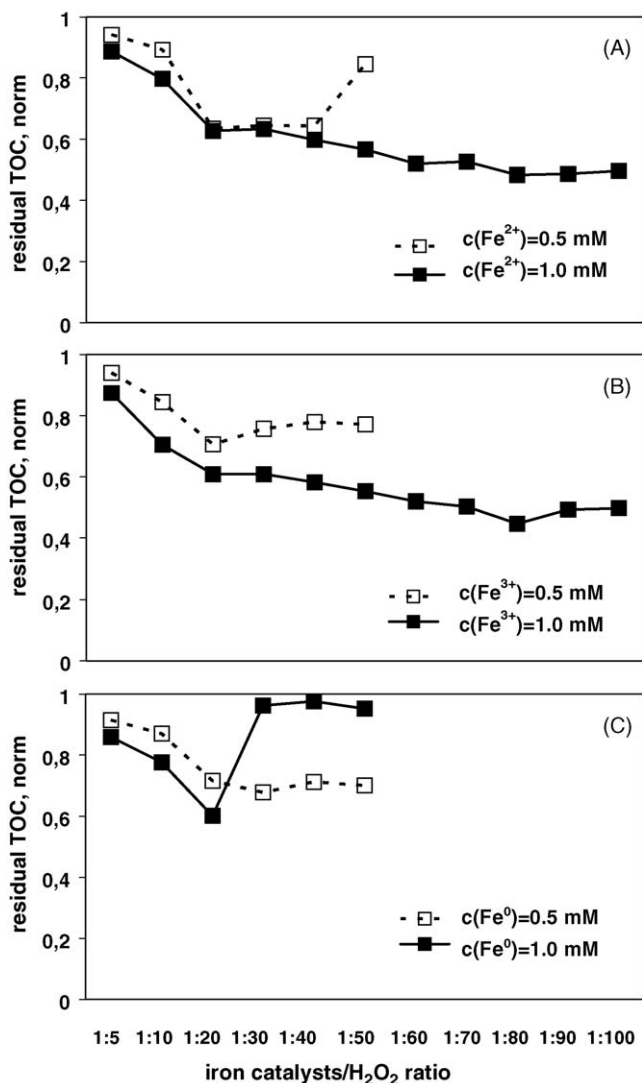 1
(A)
0,8
0,6
0,4
0,2
0
residual TOC, norm
c(Fe²⁺)=0.5 mM
c(Fe²⁺)=1.0 mM
1
(B)
0,8
0,6
0,4
0,2
0
residual TOC, norm
c(Fe³⁺)=0.5 mM
c(Fe³⁺)=1.0 mM
1
(C)
0,8
0,6
0,4
0,2
0
residual TOC, norm
c(Fe⁰)=0.5 mM
c(Fe⁰)=1.0 mM
1:5 1:10 1:20 1:30 1:40 1:50 1:60 1:70 1:80 1:90 1:100
iron catalysts/H₂O₂ ratio